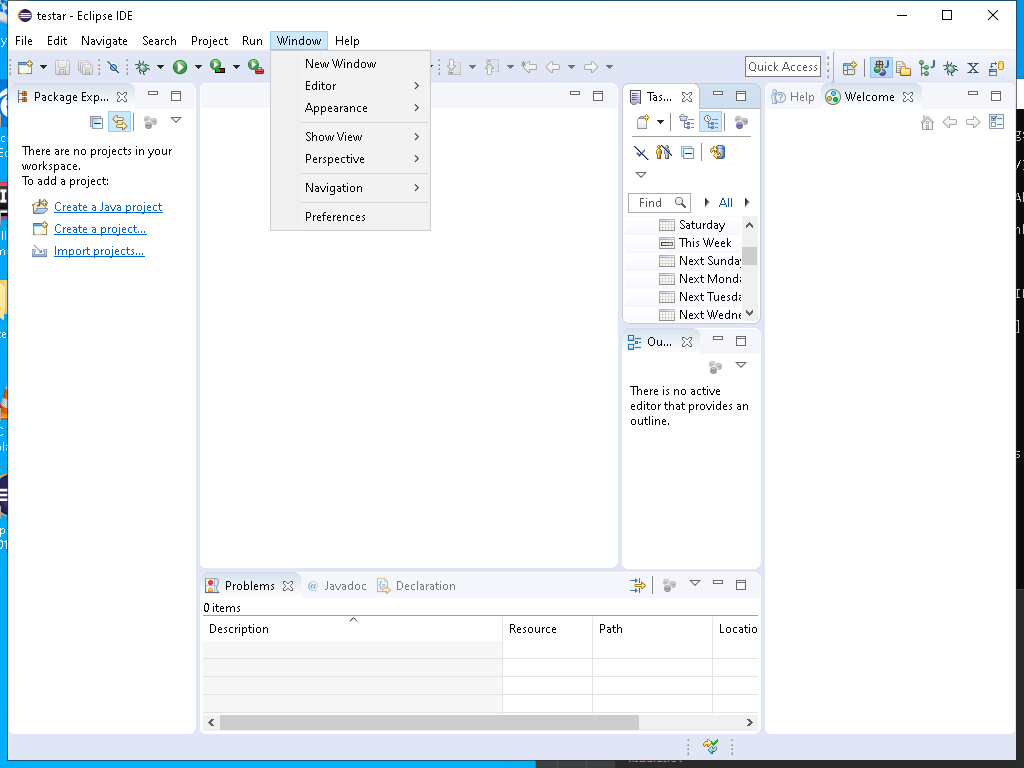 testar - Eclipse IDE
File Edit Navigate Search Project Run Window Help
New Window
Editor
Appearance
Show View
Perspective
Navigation
Preferences
Quick Access
Package Exp...
There are no projects in your
workspace.
To add a project:
Create a Java project
Create a project...
Import projects...
Tas...
Find
All
Saturday
This Week
Next Sunday
Next Monda
Next Tuesda
Next Wedne
Ou...
There is no active
editor that provides an
outline.
Help
Welcome
Problems @ Javadoc Declaration
0 items
Description Resource Path Locatio